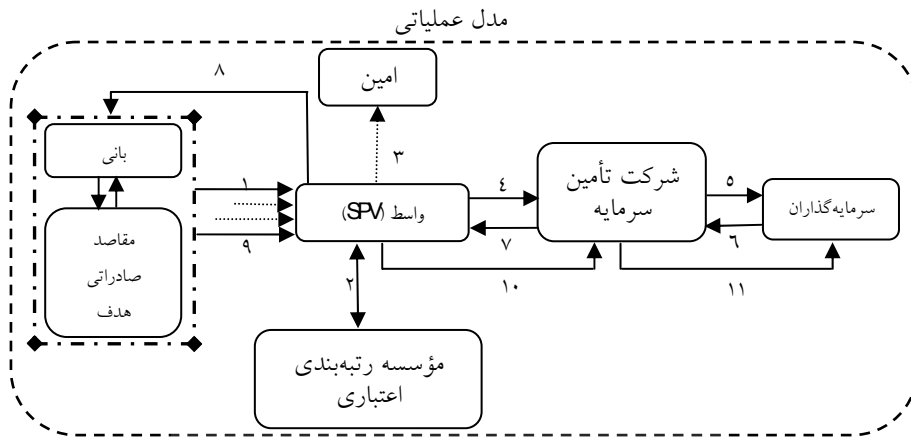 مدل عملیاتی
امین
بانی
مقاصد
صادراتی
هدف
واسط (SPV)
شرکت تأمین
سرمایه
سرمایه‌گذاران
مؤسسه رتبه‌بندی
اعتباری
۱
۲
۳
۴
۵
۶
۷
۸
۹
۱۰
۱۱